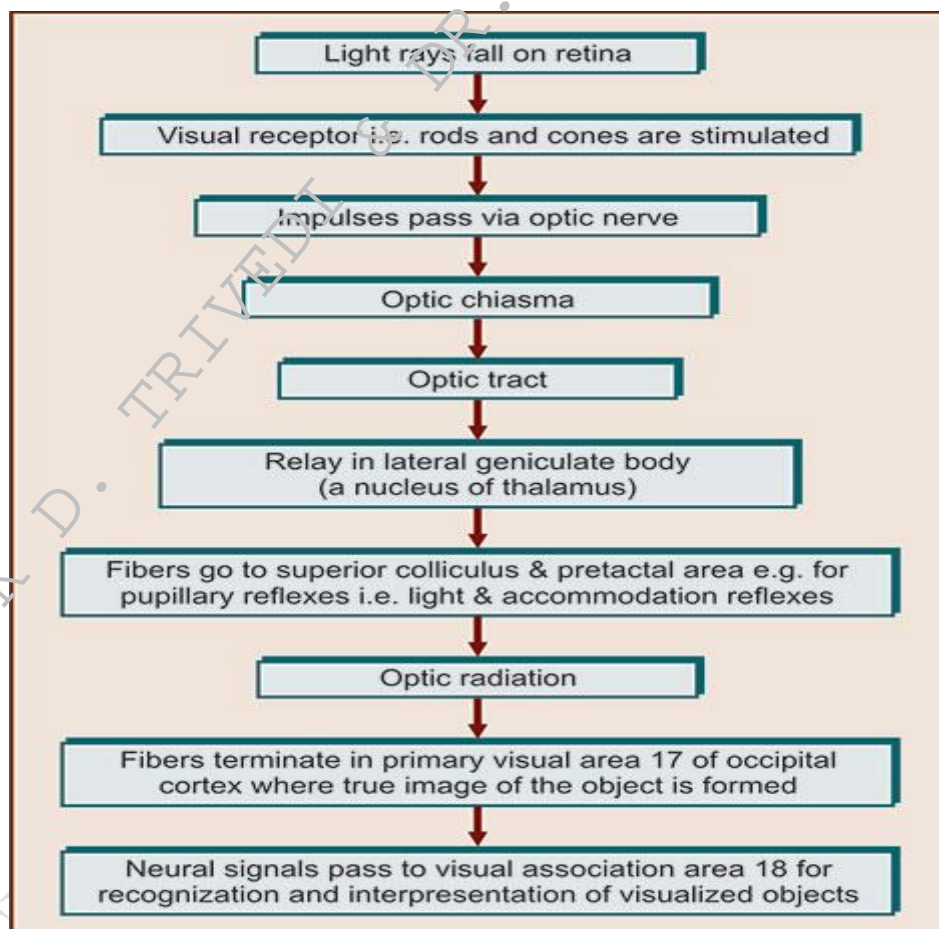 Light rays fall on retina
Visual receptor i.e. rods and cones are stimulated
Impulses pass via optic nerve
Optic chiasma
Optic tract
Relay in lateral geniculate body
(a nucleus of thalamus)
Fibers go to superior colliculus & pretactal area e.g. for
pupillary reflexes i.e. light & accommodation reflexes
Optic radiation
Fibers terminate in primary visual area 17 of occipital
cortex where true image of the object is formed
Neural signals pass to visual association area 18 for
recognization and interpresentation of visualized objects
D. TRIVEDI & DR.